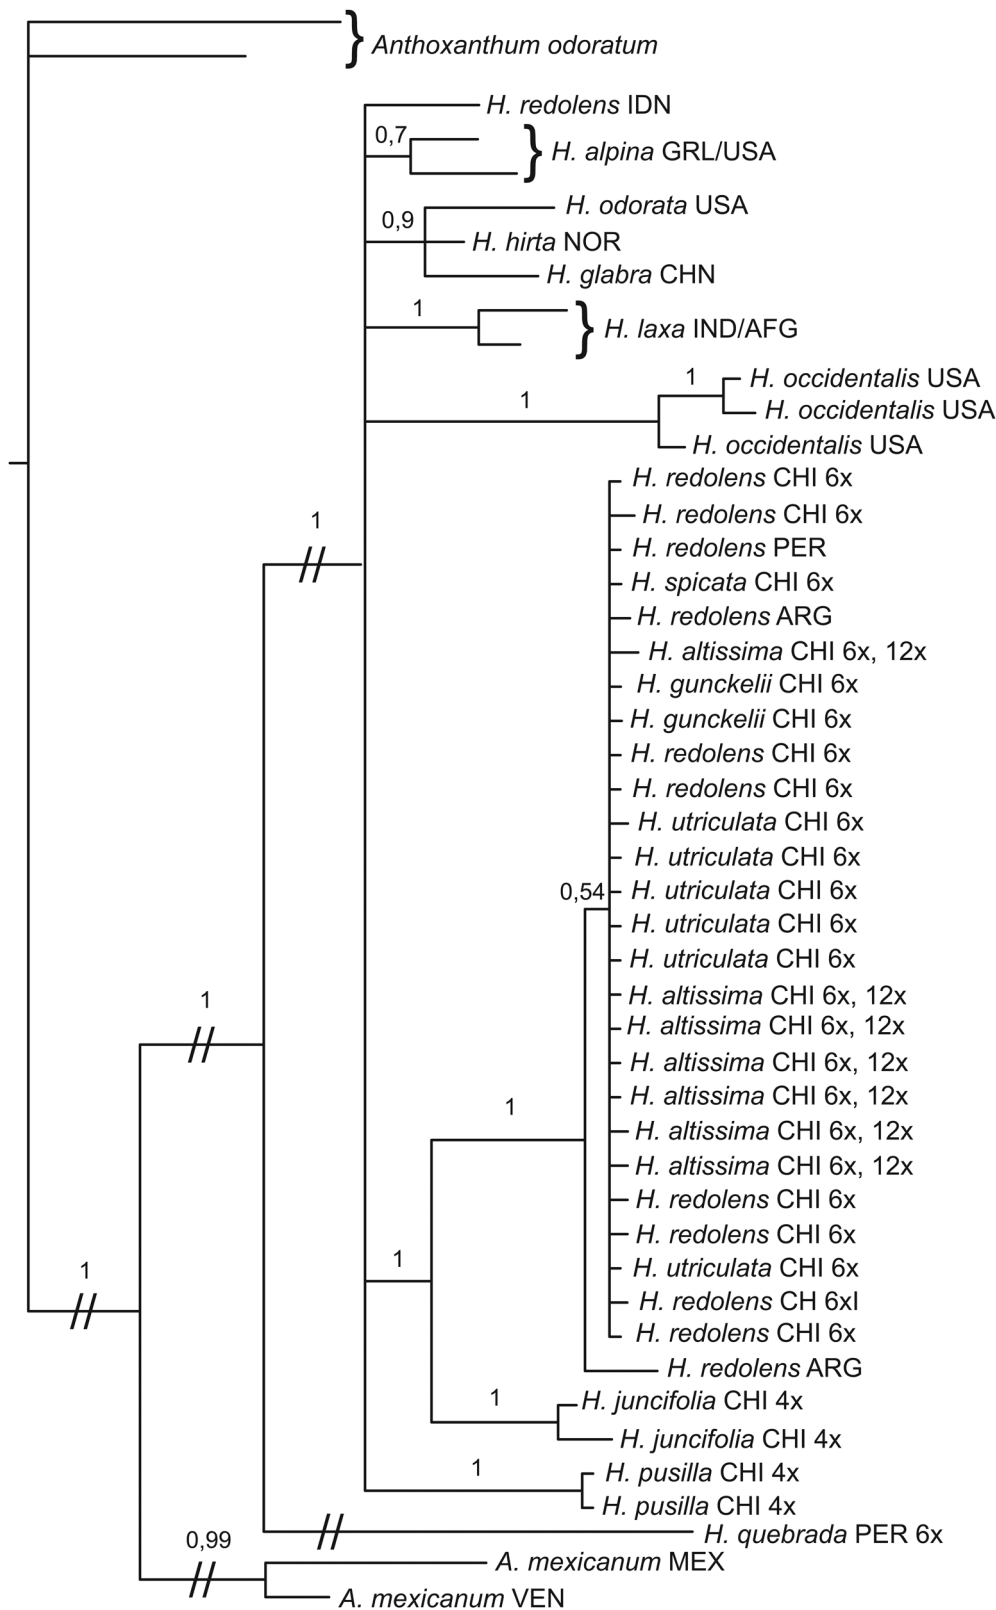 Anthoxanthum odoratum
H. redolens IDN
0,7
H. alpina GRL/USA
H. odorata USA
0,9
H. hirta NOR
H. glabra CHN
1
H. laxa IND/AFG
1
H. occidentalis USA
1
H. occidentalis USA
H. occidentalis USA
H. redolens CHI 6x
1
H. redolens CHI 6x
H. redolens PER
H. spicata CHI 6x
H. redolens ARG
H. altissima CHI 6x, 12x
H. gunckelii CHI 6x
H. gunckelii CHI 6x
H. redolens CHI 6x
H. redolens CHI 6x
H. utriculata CHI 6x
H. utriculata CHI 6x
0,54
H. utriculata CHI 6x
H. utriculata CHI 6x
H. utriculata CHI 6x
1
H. altissima CHI 6x, 12x
H. altissima CHI 6x, 12x
H. altissima CHI 6x, 12x
H. altissima CHI 6x, 12x
1
H. altissima CHI 6x, 12x
H. altissima CHI 6x, 12x
H. redolens CHI 6x
H. redolens CHI 6x
1
1
H. utriculata CHI 6x
H. redolens CH 6xI
H. redolens CHI 6x
H. redolens ARG
1
H. juncifolia CHI 4x
H. juncifolia CHI 4x
1
H. pusilla CHI 4x
H. pusilla CHI 4x
H. quebrada PER 6x
0,99
A. mexicanum MEX
A. mexicanum VEN